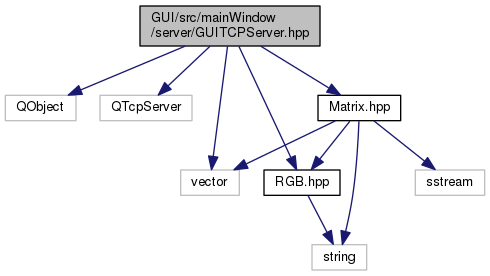 GUI/src/mainWindow
/server/GUITCPServer.hpp
QObject
QTcpServer
Matrix.hpp
vector
RGB.hpp
sstream
string